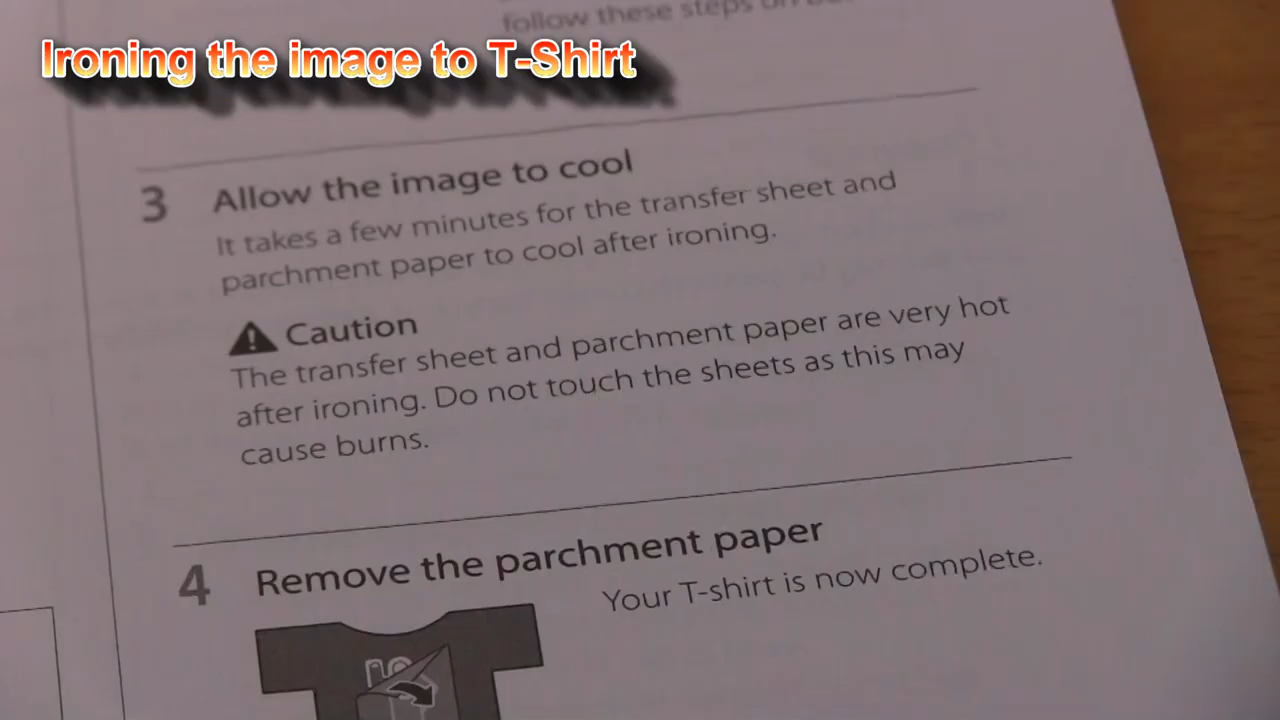 follow these steps on
Ironing the image to T-Shirt
3 Allow the image to cool
It takes a few minutes for the transfer sheet and
parchment paper to cool after ironing.
Caution
The transfer sheet and parchment paper are very hot
after ironing. Do not touch the sheets as this may
cause burns.
4 Remove the parchment paper
Your T-shirt is now complete.